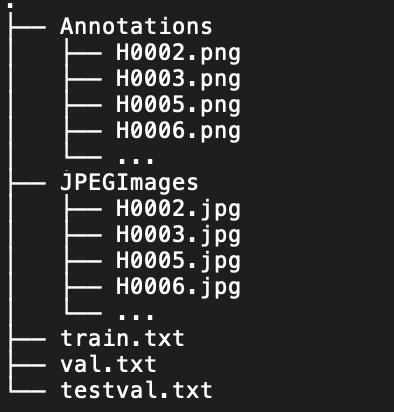 .
├── Annotations
│   ├── H0002.png
│   ├── H0003.png
│   ├── H0005.png
│   ├── H0006.png
│   └── ...
├── JPEGImages
│   ├── H0002.jpg
│   ├── H0003.jpg
│   ├── H0005.jpg
│   ├── H0006.jpg
│   └── ...
├── train.txt
├── val.txt
└── testval.txt